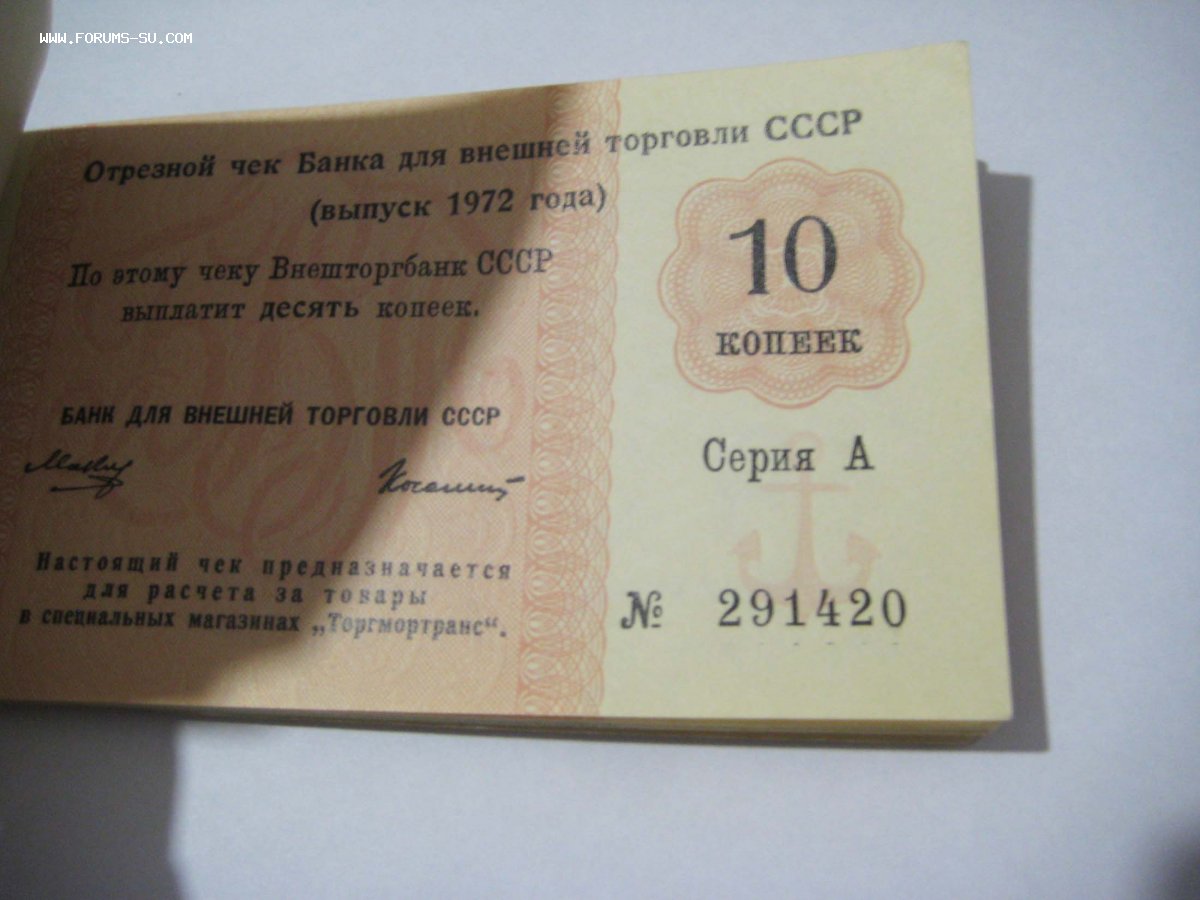 WWW.FORUMS-SU.COM
Отрезной чек Банка для внешней торговли СССР
(выпуск 1972 года)
По этому чеку Внешторгбанк СССР
выплатит десять копеек.
БАНК ДЛЯ ВНЕШНЕЙ ТОРГОВЛИ СССР
Настоящий чек предназначается
для расчета за товары
в специальных магазинах „Торгмортранс“.
10
КОПЕЕК
Серия А
№ 291420